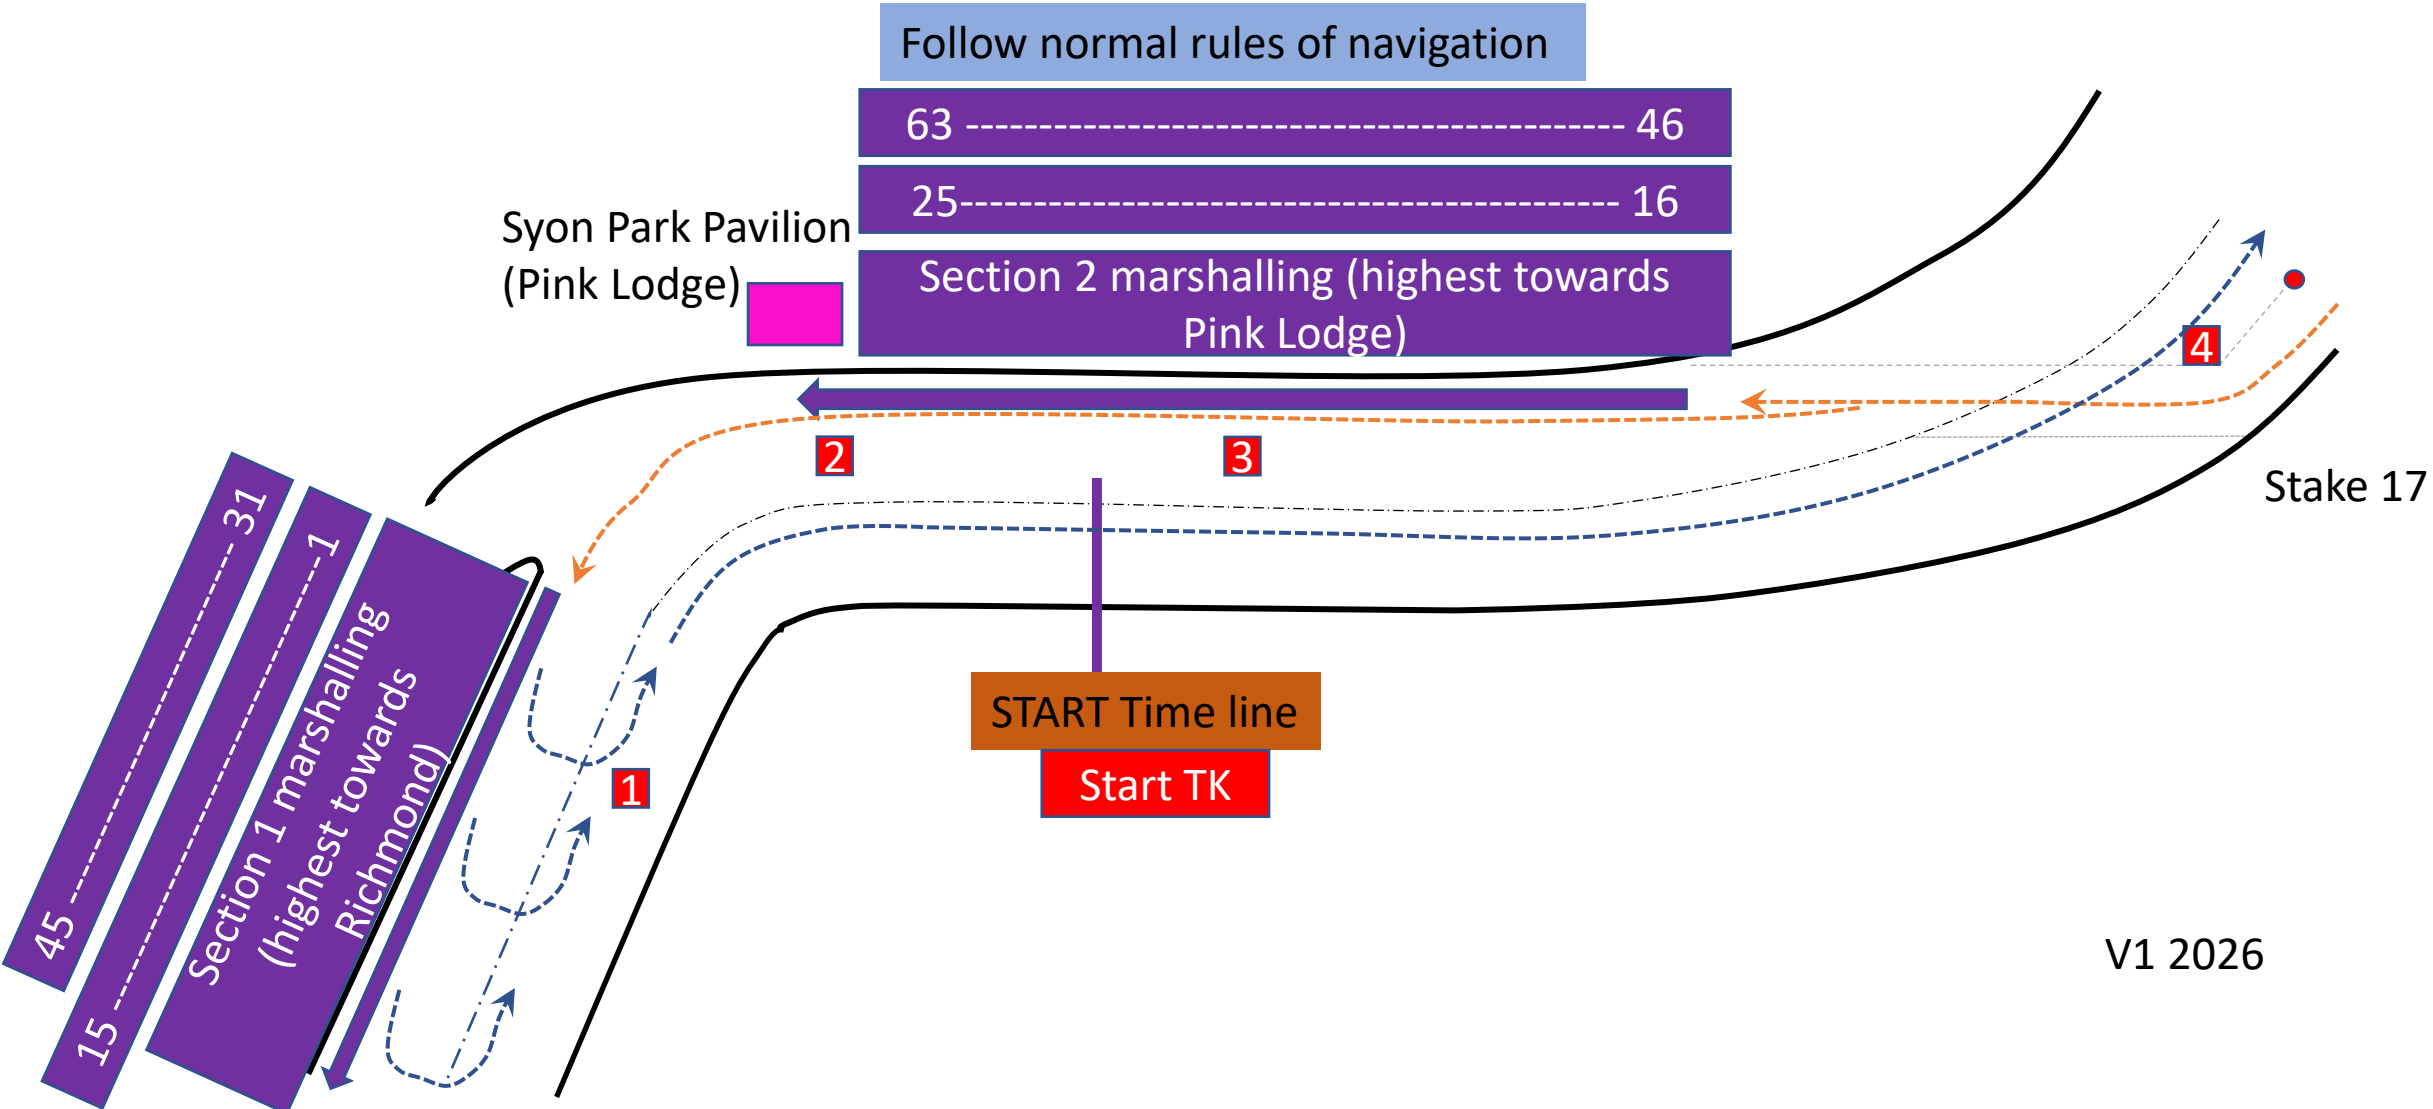 Follow normal rules of navigation
63 --------------------------------------------- 46
25--------------------------------------------- 16
Section 2 marshalling (highest towards
Pink Lodge)
Syon Park Pavilion
(Pink Lodge)
4
2
3
Stake 17
45 ------------------------ 31
15 -------------------------------1
Section 1 marshalling
(highest towards
Richmond)
1
START Time line
Start TK
V1 2026